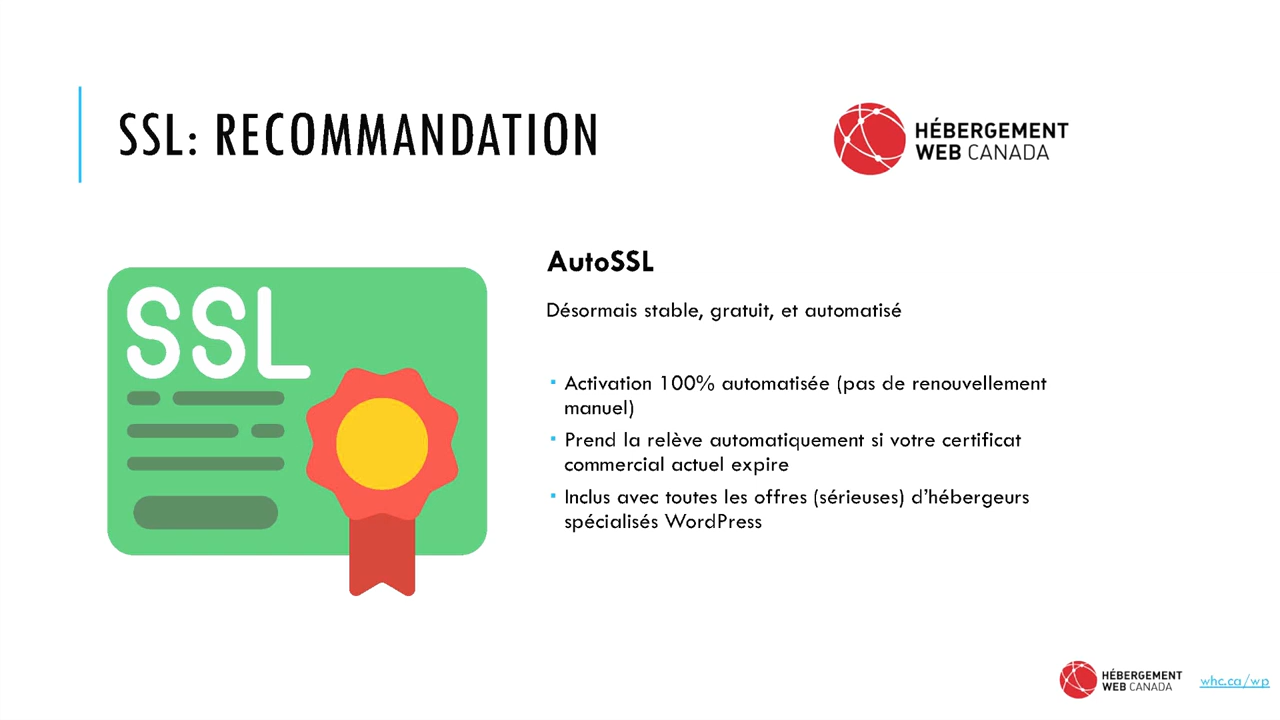 SSL: RECOMMANDATION
HÉBERGEMENT
WEB CANADA
SSL
AutoSSL
Désormais stable, gratuit, et automatisé
▪ Activation 100% automatisée (pas de renouvellement
manuel)
▪ Prend la relève automatiquement si votre certificat
commercial actuel expire
▪ Inclus avec toutes les offres (sérieuses) d’hébergeurs
spécialisés WordPress
HÉBERGEMENT
WEB CANADA
whc.ca/wp